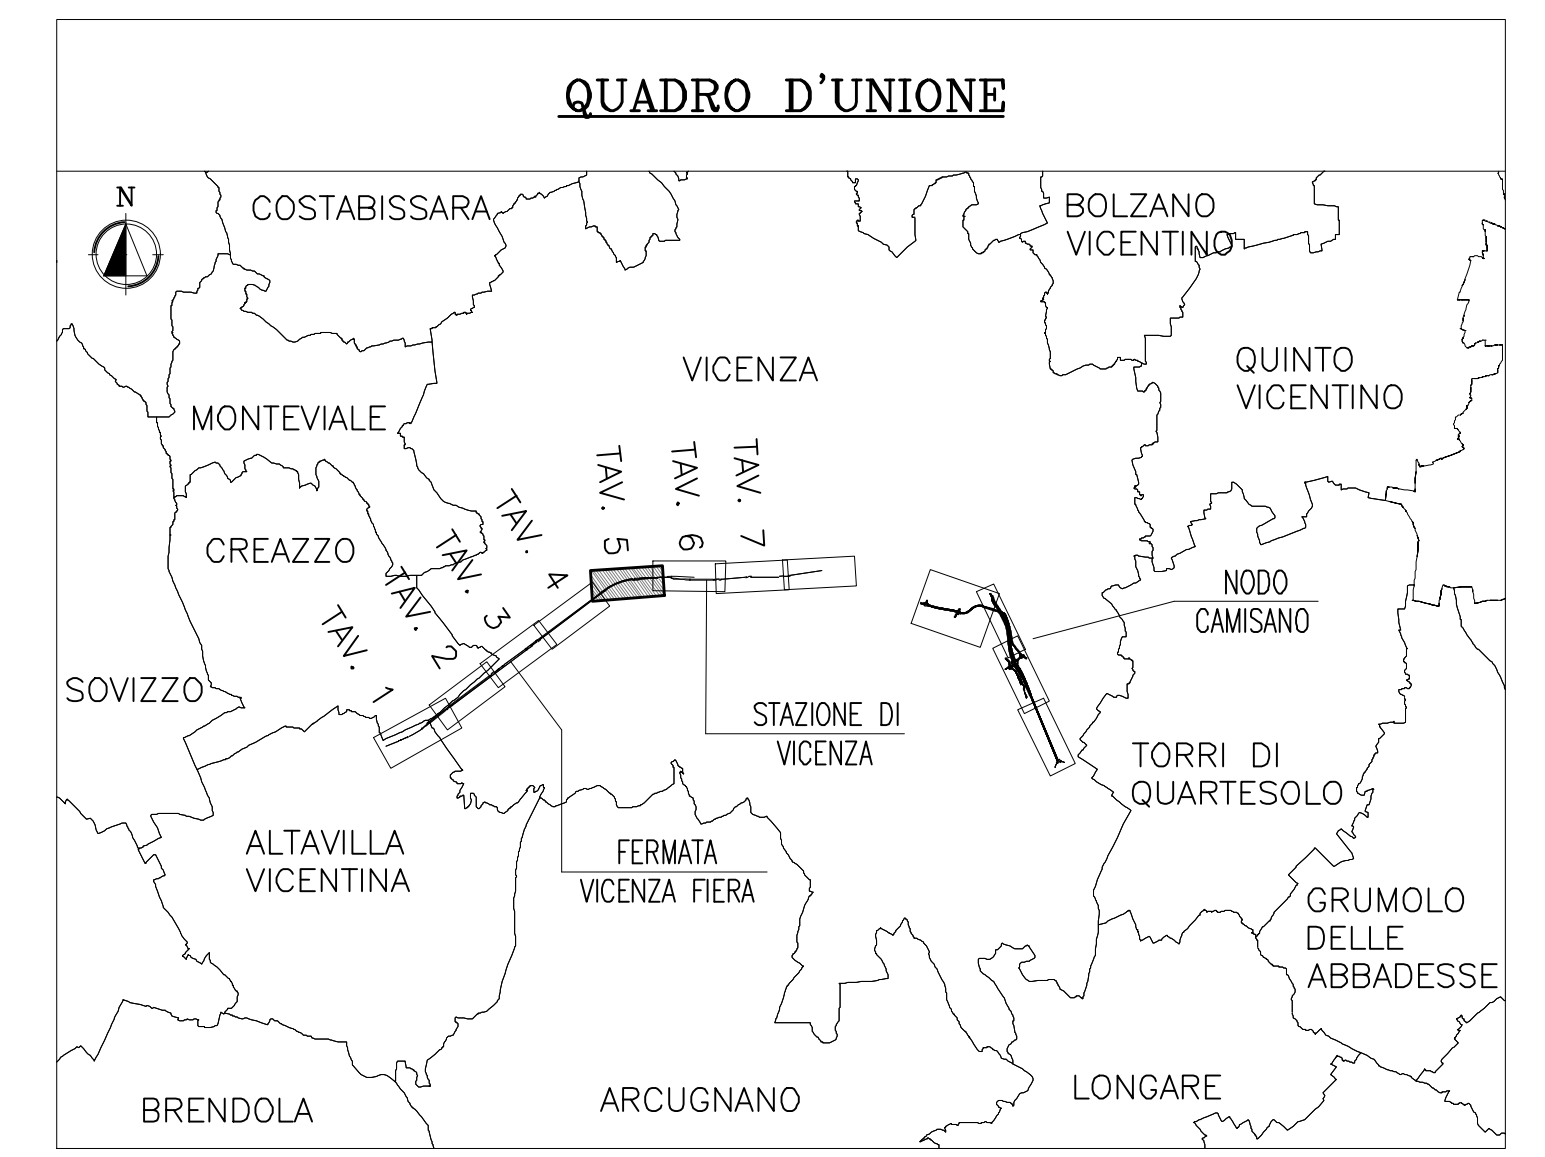 QUADRO D'UNIONE
N
COSTABISSARA
BOLZANO
VICENTINO
VICENZA
QUINTO
VICENTINO
MONTEVIALE
CREAZZO
TAV. 1
TAV. 2
TAV. 3
TAV. 4
TAV. 5
TAV. 6
TAV. 7
NODO
CAMISANO
SOVIZZO
STAZIONE DI
VICENZA
TORRI DI
QUARTESOLO
ALTAVILLA
VICENTINA
FERMATA
VICENZA FIERA
GRUMOLO
DELLE
ABBADESSE
BRENDOLA
ARCUGNANO
LONGARE